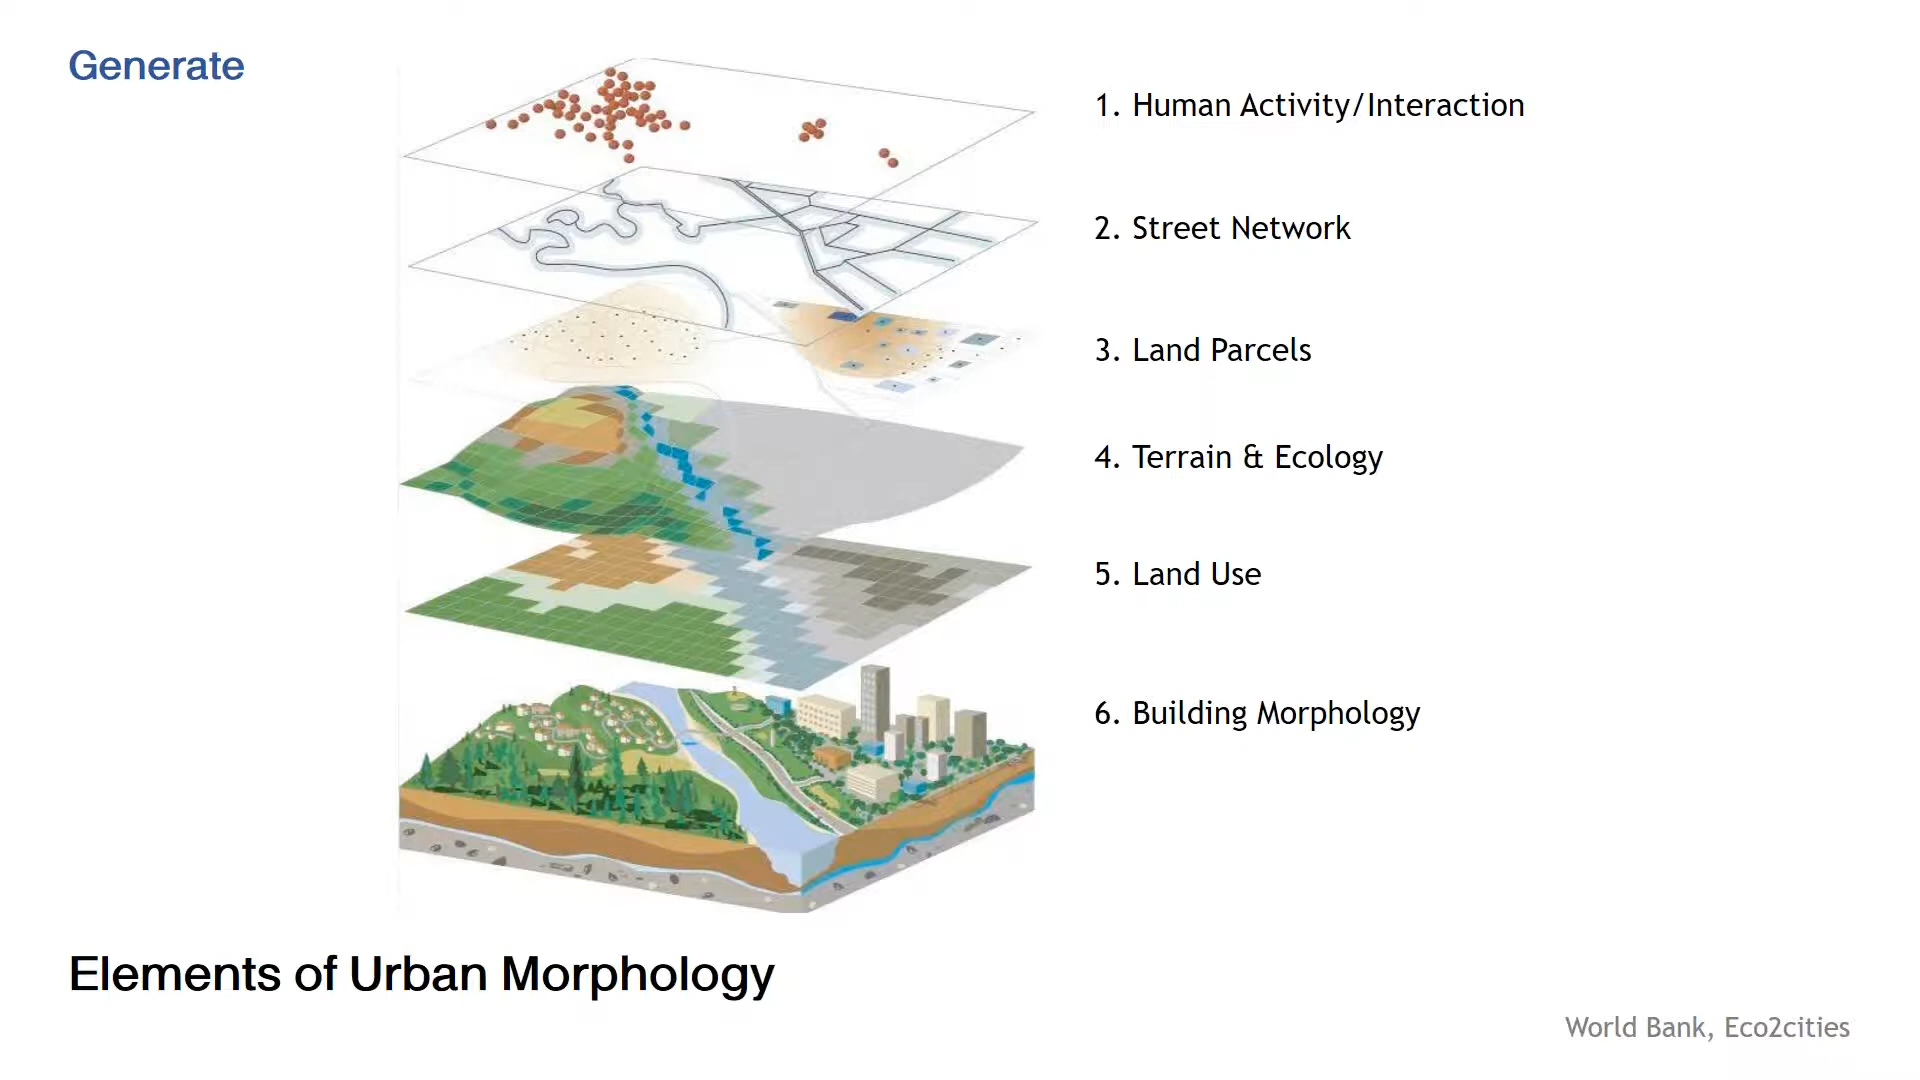 Generate
1. Human Activity/Interaction
2. Street Network
3. Land Parcels
4. Terrain & Ecology
5. Land Use
6. Building Morphology
Elements of Urban Morphology
World Bank, Eco2cities